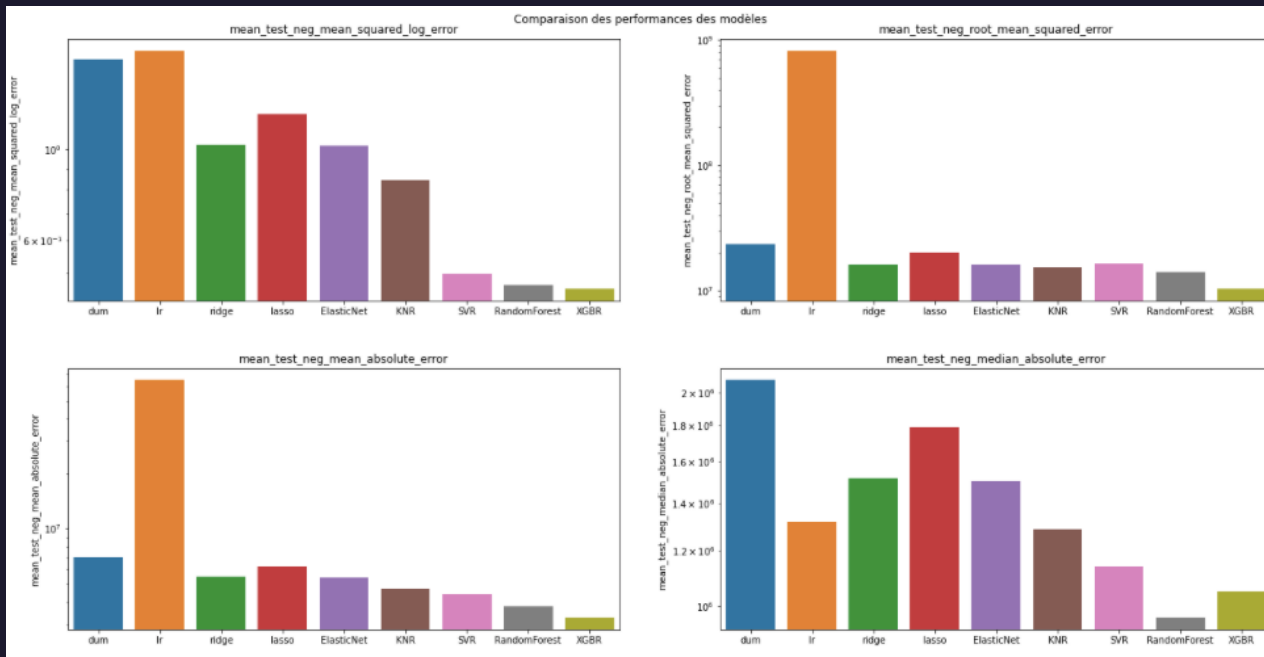 Comparaison des performances des modèles
mean_test_neg_mean_squared_log_error
mean_test_neg_mean_squared_log_error
10⁰
6 × 10⁻¹
dum lr ridge lasso ElasticNet KNR SVR RandomForest XGBR
mean_test_neg_root_mean_squared_error
mean_test_neg_root_mean_squared_error
10⁹
10⁸
10⁷
dum lr ridge lasso ElasticNet KNR SVR RandomForest XGBR
mean_test_neg_mean_absolute_error
mean_test_neg_mean_absolute_error
10⁷
dum lr ridge lasso ElasticNet KNR SVR RandomForest XGBR
mean_test_neg_median_absolute_error
mean_test_neg_median_absolute_error
2 × 10⁶
1.8 × 10⁶
1.6 × 10⁶
1.4 × 10⁶
1.2 × 10⁶
10⁶
dum lr ridge lasso ElasticNet KNR SVR RandomForest XGBR